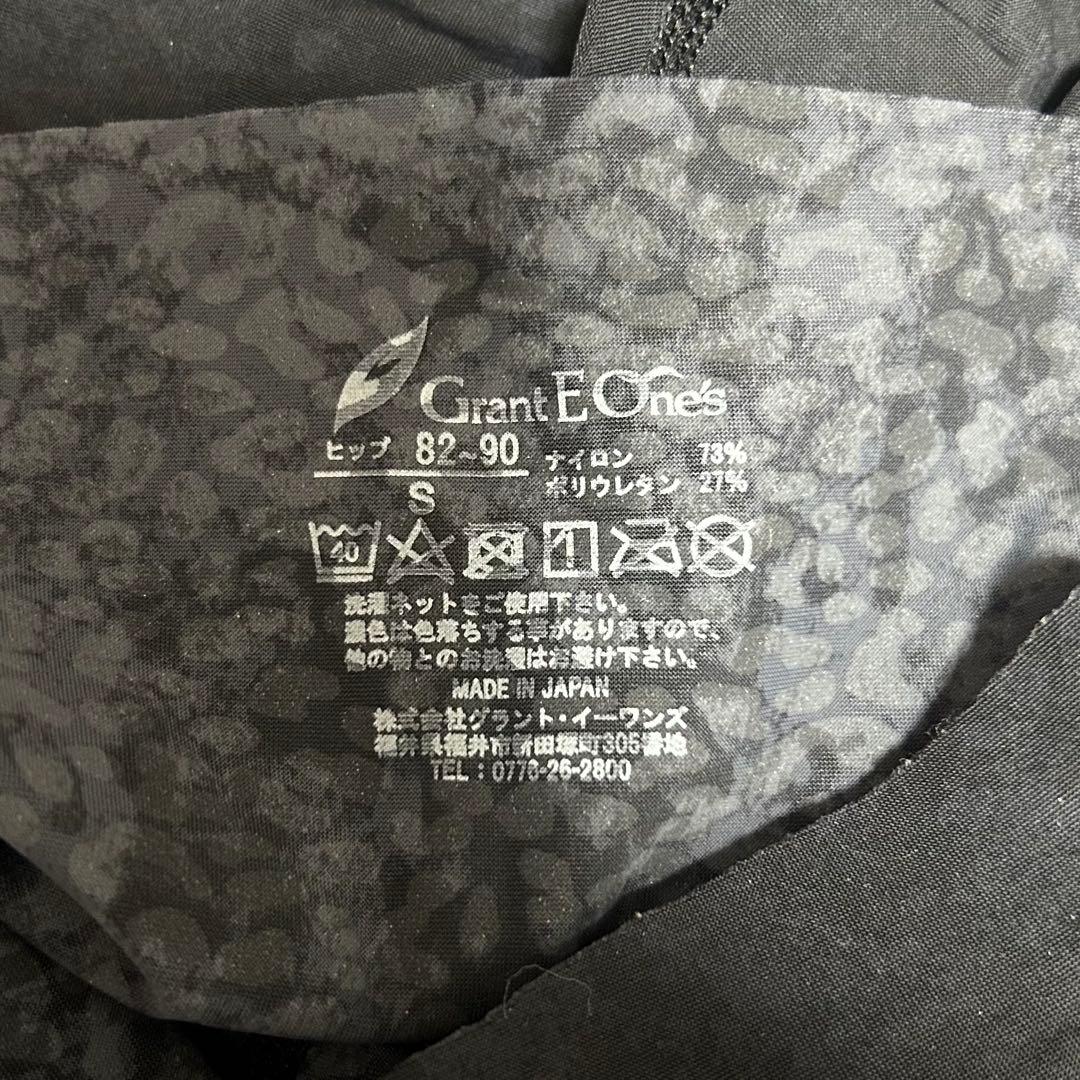 Grant E One's
ヒップ 82~90
S
ナイロン 73%
ポリウレタン 27%
40
洗濯ネットをご使用下さい。
濃色は色落ちする事がありますので、
他の物とのお洗濯はお避け下さい。
MADE IN JAPAN
株式会社グラント・イーワンズ
福井県福井市新田塚町305番地
TEL：0776-26-2800